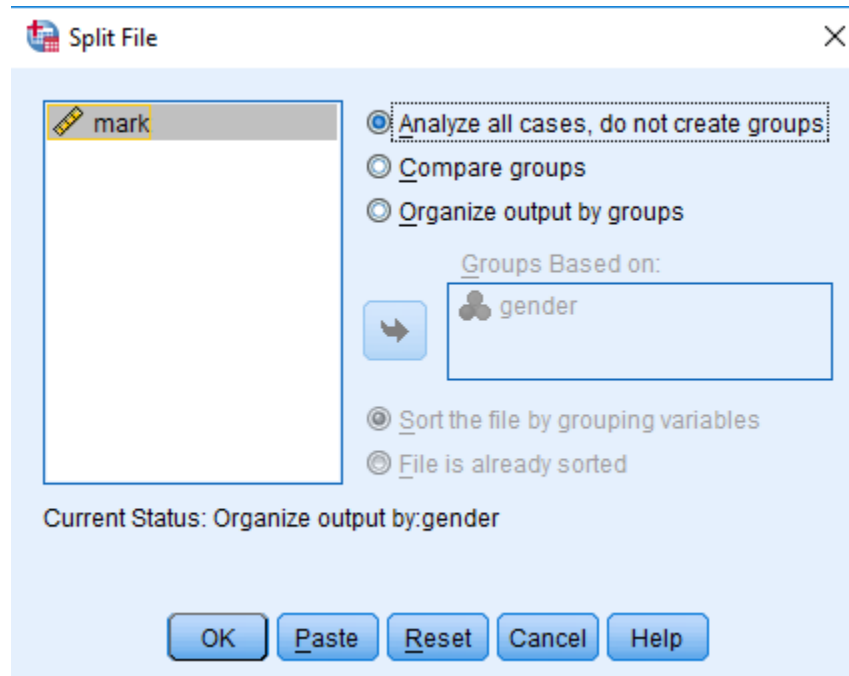 Split File
mark
Analyze all cases, do not create groups
Compare groups
Organize output by groups
Groups Based on:
gender
Sort the file by grouping variables
File is already sorted
Current Status: Organize output by:gender
OK Paste Reset Cancel Help